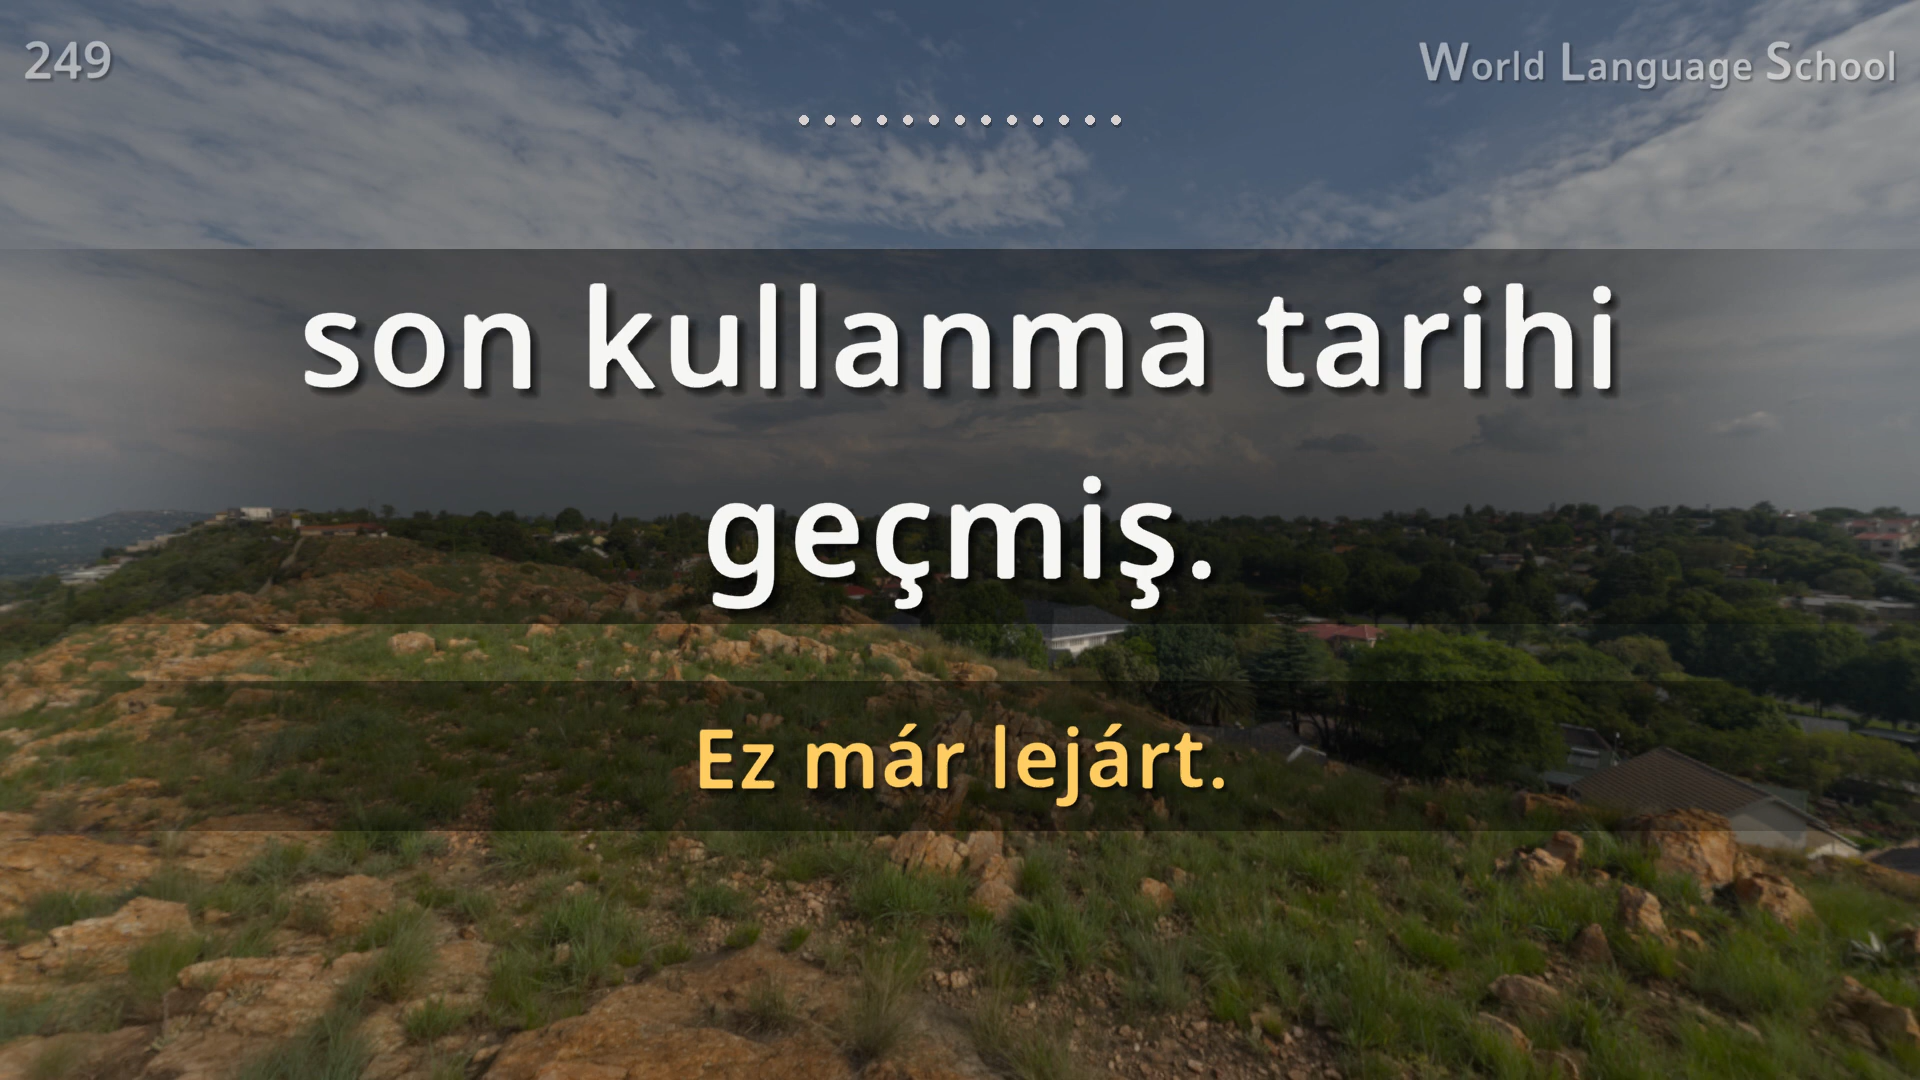 249
World Language School
son kullanma tarihi
geçmiş.
Ez már lejárt.